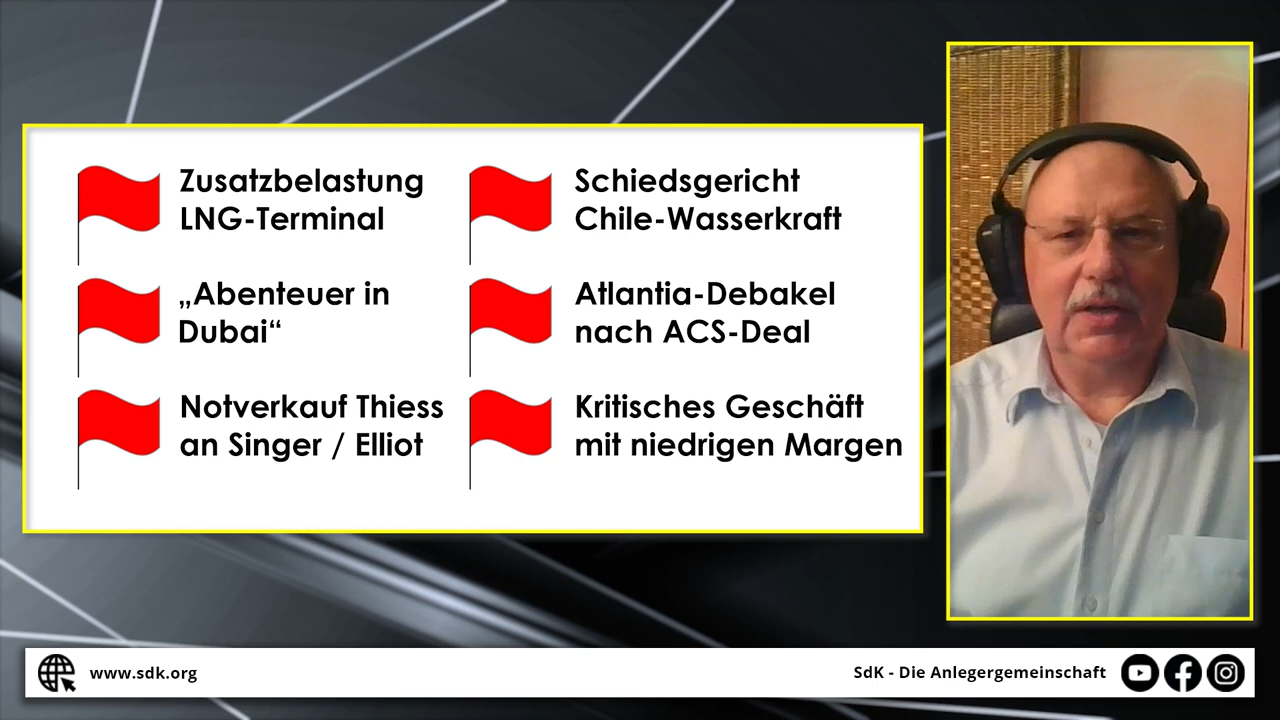 Zusatzbelastung
LNG-Terminal
Schiedsgericht
Chile-Wasserkraft
„Abenteuer in
Dubai“
Atlantia-Debakel
nach ACS-Deal
Notverkauf Thiess
an Singer / Elliot
Kritisches Geschäft
mit niedrigen Margen
www.sdk.org
SdK - Die Anlegergemeinschaft